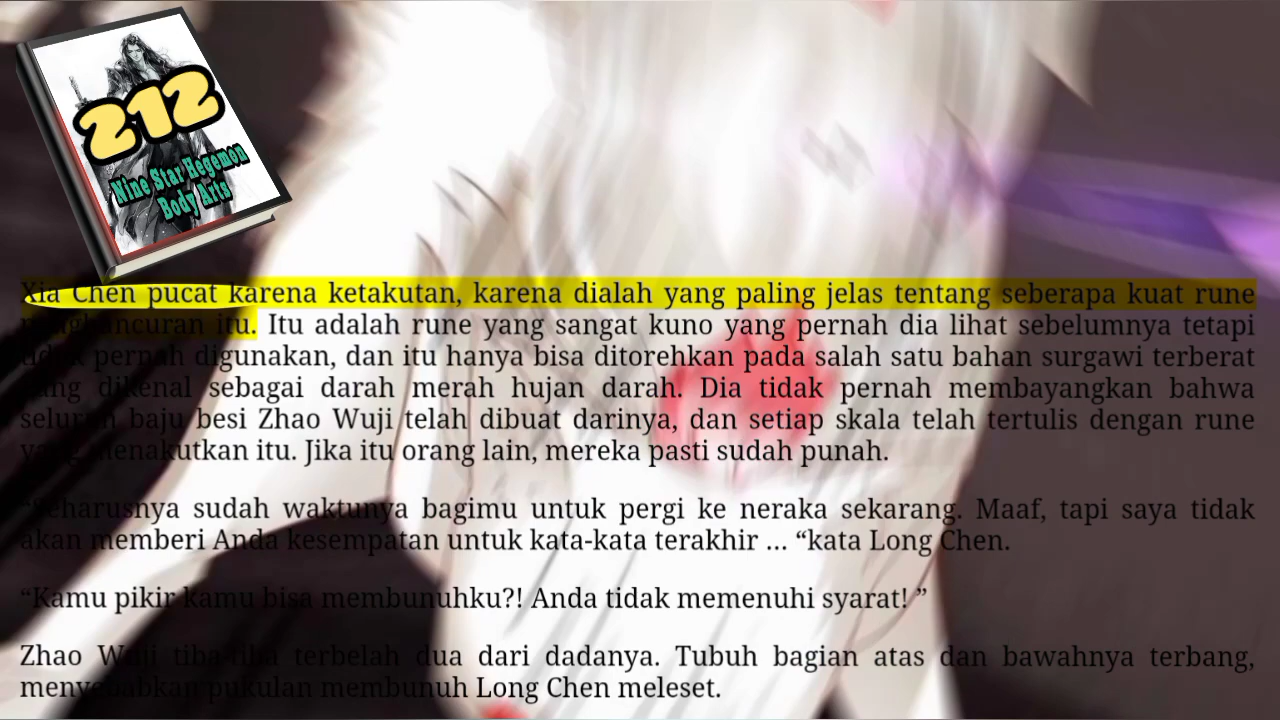 212
Nine Star Hegemon
Body Arts
Xia Chen pucat karena ketakutan, karena dialah yang paling jelas tentang seberapa kuat rune
penghancuran itu. Itu adalah rune yang sangat kuno yang pernah dia lihat sebelumnya tetapi
tidak pernah digunakan, dan itu hanya bisa ditorehkan pada salah satu bahan surgawi terberat
yang dikenal sebagai darah merah hujan darah. Dia tidak pernah membayangkan bahwa
seluruh baju besi Zhao Wuji telah dibuat darinya, dan setiap skala telah tertulis dengan rune
yang menakutkan itu. Jika itu orang lain, mereka pasti sudah punah.
“Seharusnya sudah waktunya bagimu untuk pergi ke neraka sekarang. Maaf, tapi saya tidak
akan memberi Anda kesempatan untuk kata-kata terakhir … “kata Long Chen.
“Kamu pikir kamu bisa membunuhku?! Anda tidak memenuhi syarat! ”
Zhao Wuji tiba-tiba terbelah dua dari dadanya. Tubuh bagian atas dan bawahnya terbang,
menyebabkan pukulan membunuh Long Chen meleset.